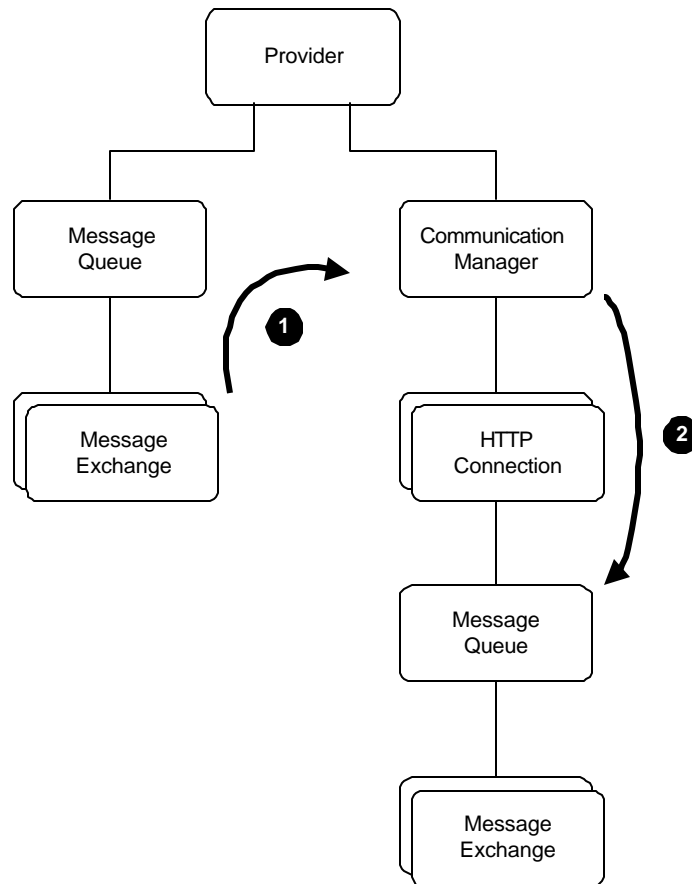 Provider
Message
Queue
Communication
Manager
1
Message
Exchange
HTTP
Connection
2
Message
Queue
Message
Exchange